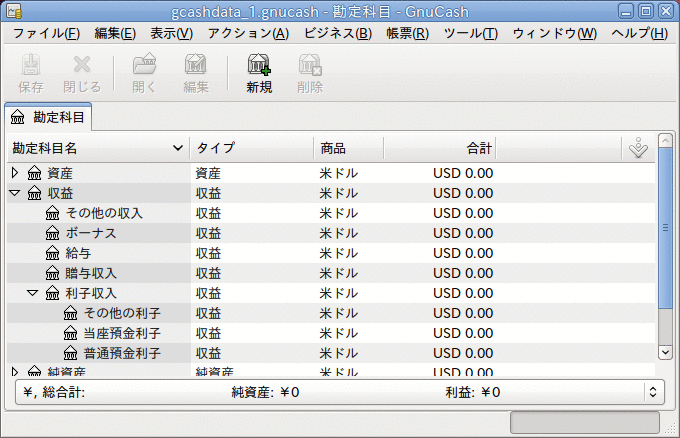 gcashdata_1.gnucash - 勘定科目 - GnuCash
ファイル(F) 編集(E) 表示(V) アクション(A) ビジネス(B) 帳票(R) ツール(T) ウィンドウ(W) ヘルプ(H)
保存 閉じる 開く 編集 新規 削除
勘定科目
勘定科目名 タイプ 商品 合計
資産 資産 米ドル USD 0.00
収益 収益 米ドル USD 0.00
その他の収入 収益 米ドル USD 0.00
ボーナス 収益 米ドル USD 0.00
給与 収益 米ドル USD 0.00
贈与収入 収益 米ドル USD 0.00
利子収入 収益 米ドル USD 0.00
その他の利子 収益 米ドル USD 0.00
当座預金利子 収益 米ドル USD 0.00
普通預金利子 収益 米ドル USD 0.00
純資産 純資産 米ドル USD 0.00
¥, 総合計: 純資産: ¥0 利益: ¥0